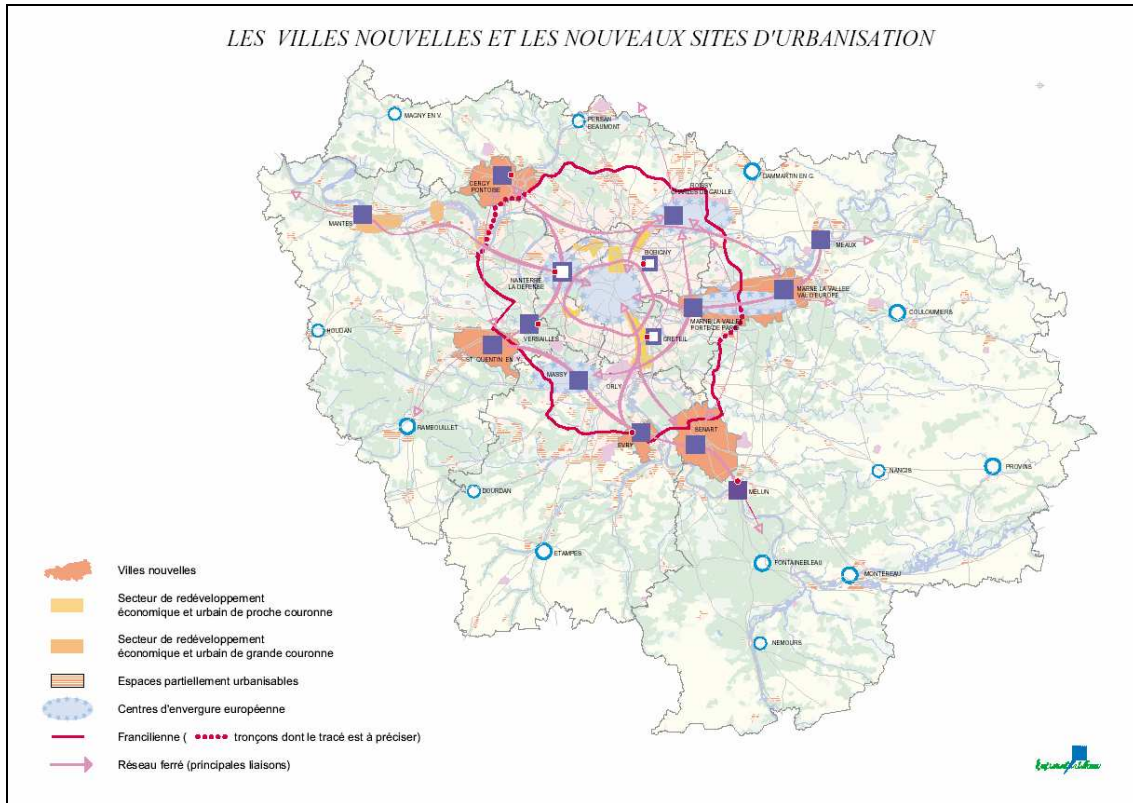 LES VILLES NOUVELLES ET LES NOUVEAUX SITES D'URBANISATION
MAGNY EN V.
PERSAN
BEAUMONT
CERGY
PONTOISE
ROISSY
CHARLES DE GAULLE
DAMMARTIN EN G.
MANTES
MEAUX
BOBIGNY
NANTERRE
LA DEFENSE
MARNE LA VALLEE
VAL D'EUROPE
COULOMMIERS
MARNE LA VALLEE
PORTE DE PARIS
HOUDAN
VERSAILLES
CRETEIL
ST QUENTIN EN Y.
MASSY
ORLY
RAMBOUILLET
SENART
EVRY
NANGIS
PROVINS
DOURDAN
MELUN
ETAMPES
FONTAINEBLEAU
MONTEREAU
NEMOURS
Villes nouvelles
Secteur de redéveloppement
économique et urbain de proche couronne
Secteur de redéveloppement
économique et urbain de grande couronne
Espaces partiellement urbanisables
Centres d'envergure européenne
Francilienne ( tronçons dont le tracé est à préciser)
Réseau ferré (principales liaisons)